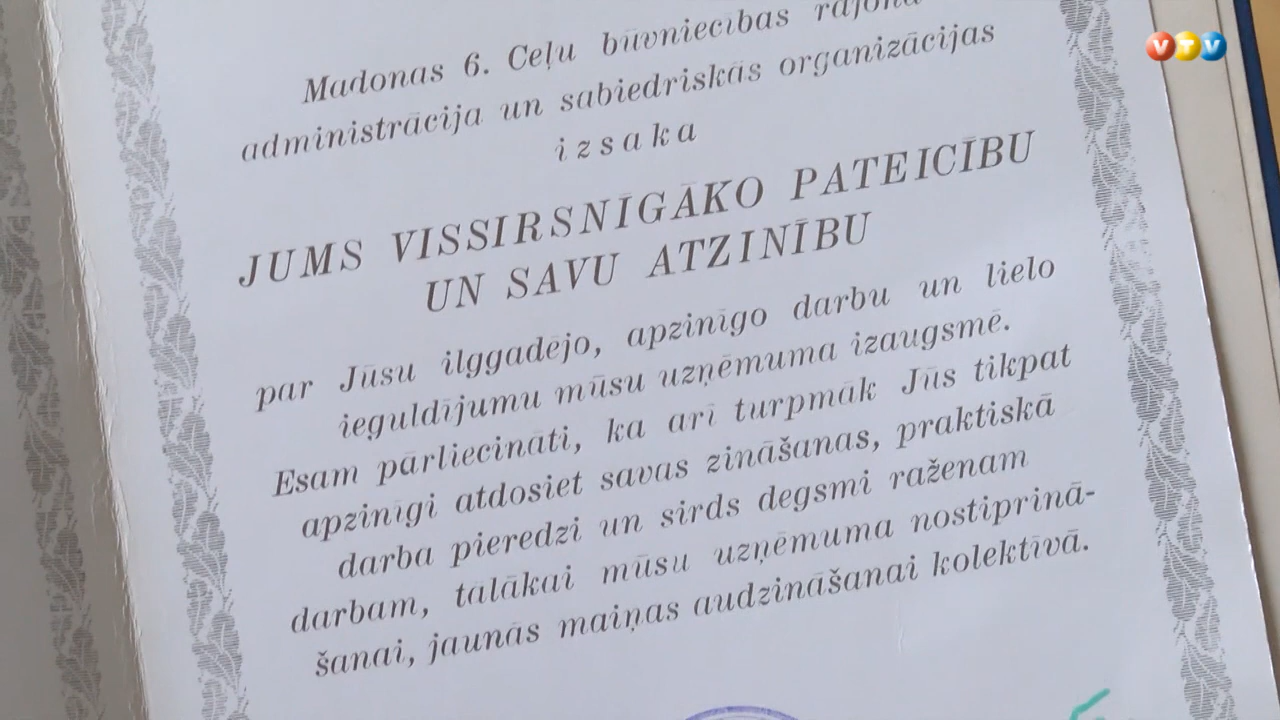 Madonas 6. Ceļu būvniecības rajona
administrācija un sabiedriskās organizācijas
izsaka
JUMS VISSIRSNĪGĀKO PATEICĪBU
UN SAVU ATZINĪBU
par Jūsu ilggadējo, apzinīgo darbu un lielo
ieguldījumu mūsu uzņēmuma izaugsmē.
Esam pārliecināti, ka arī turpmāk Jūs tikpat
apzinīgi atdosiet savas zināšanas, praktiskā
darba pieredzi un sirds degsmi raženam
darbam, tālākai mūsu uzņēmuma nostiprinā-
šanai, jaunās maiņas audzināšanai kolektīvā.
VTV